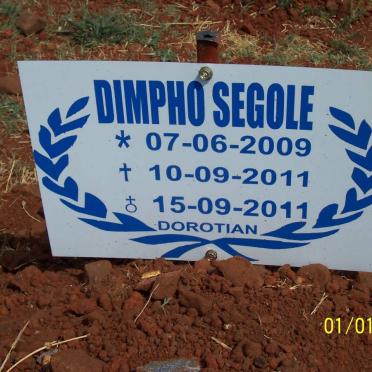 DIMPHO SEGOLE
* 07-06-2009
† 10-09-2011
♁ 15-09-2011
DOROTIAN
01/01